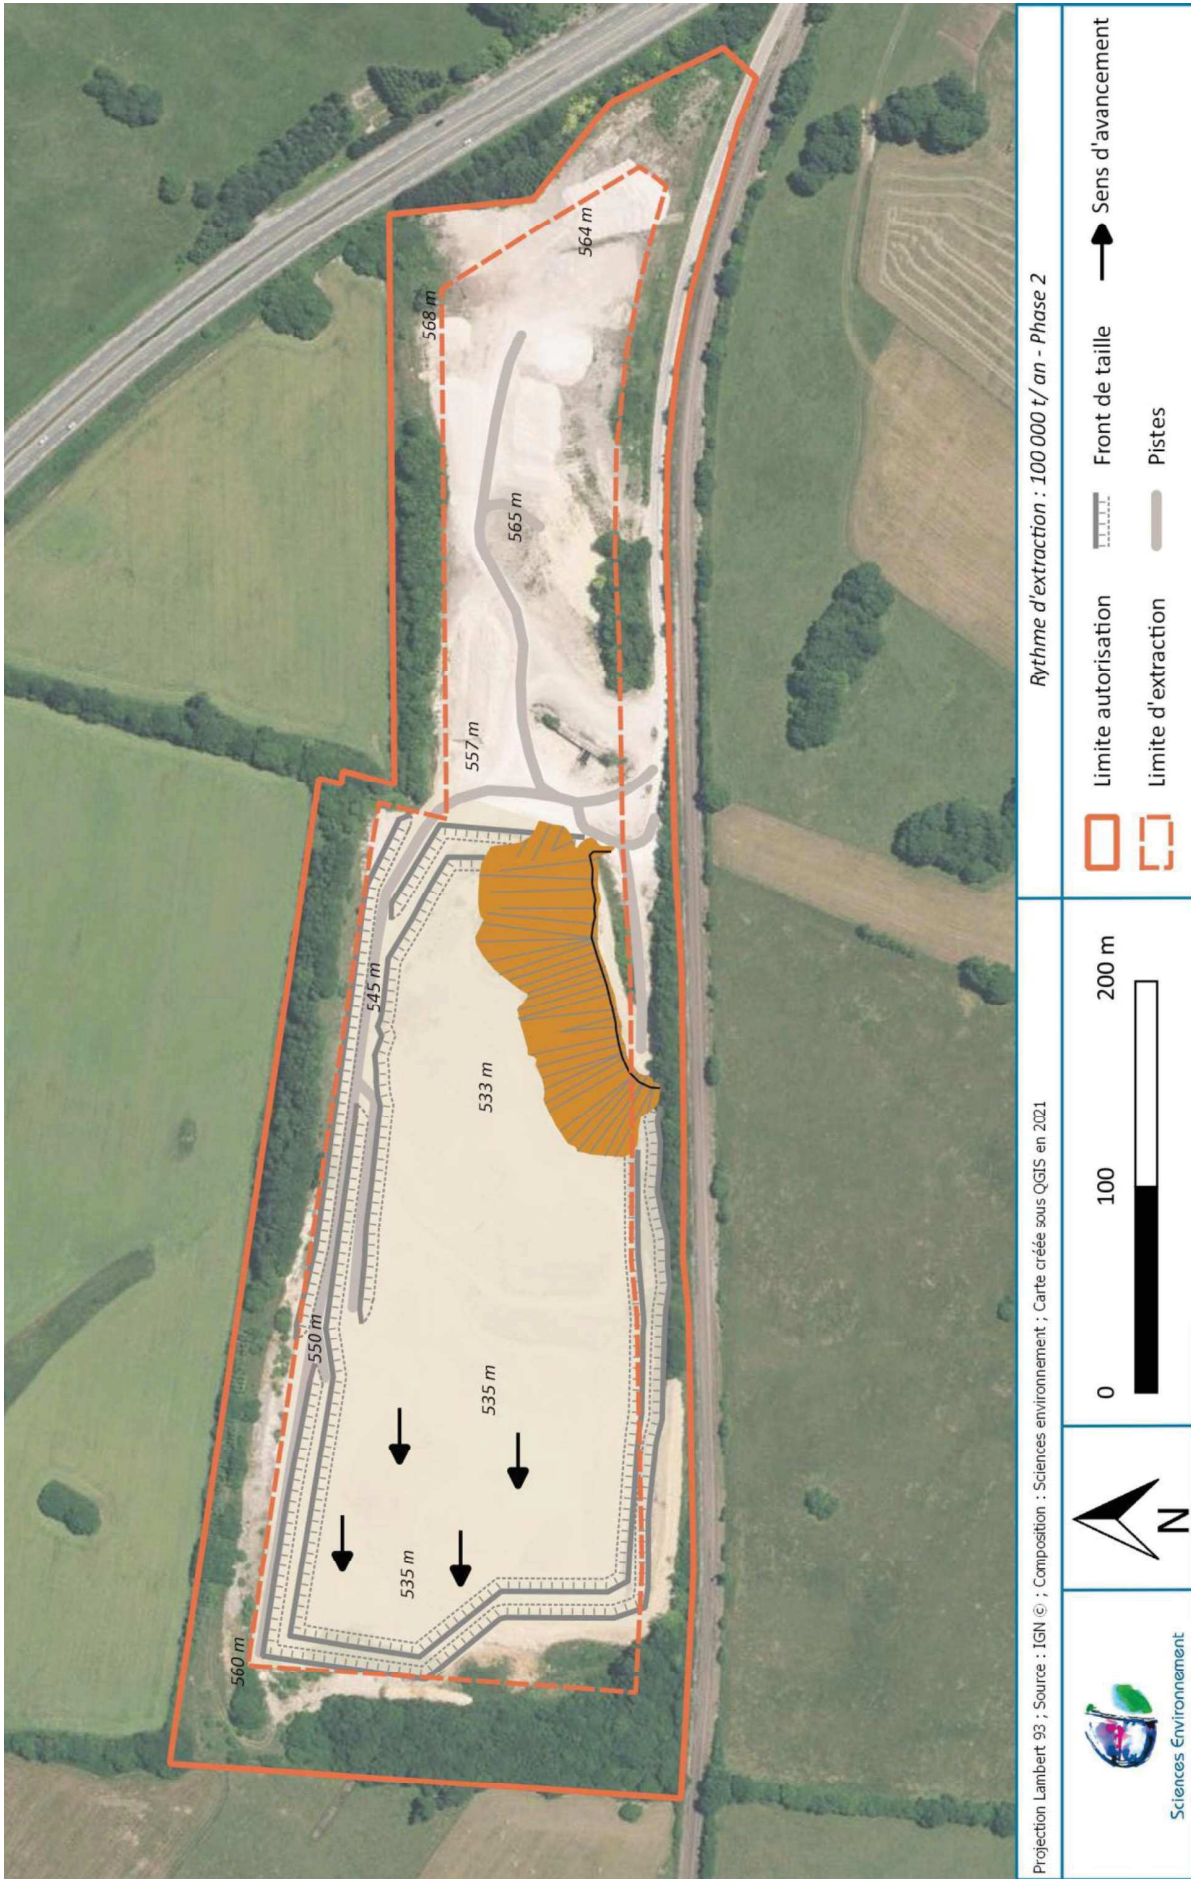 568 m
564 m
565 m
557 m
545 m
533 m
550 m
535 m
535 m
560 m
Projection Lambert 93 ; Source : IGN © ; Composition : Sciences environnement ; Carte créée sous QGIS en 2021
Rythme d'extraction : 100 000 t/ an - Phase 2
Sciences Environnement
N
0 100 200 m
Limite autorisation
Front de taille
Sens d'avancement
Limite d'extraction
Pistes